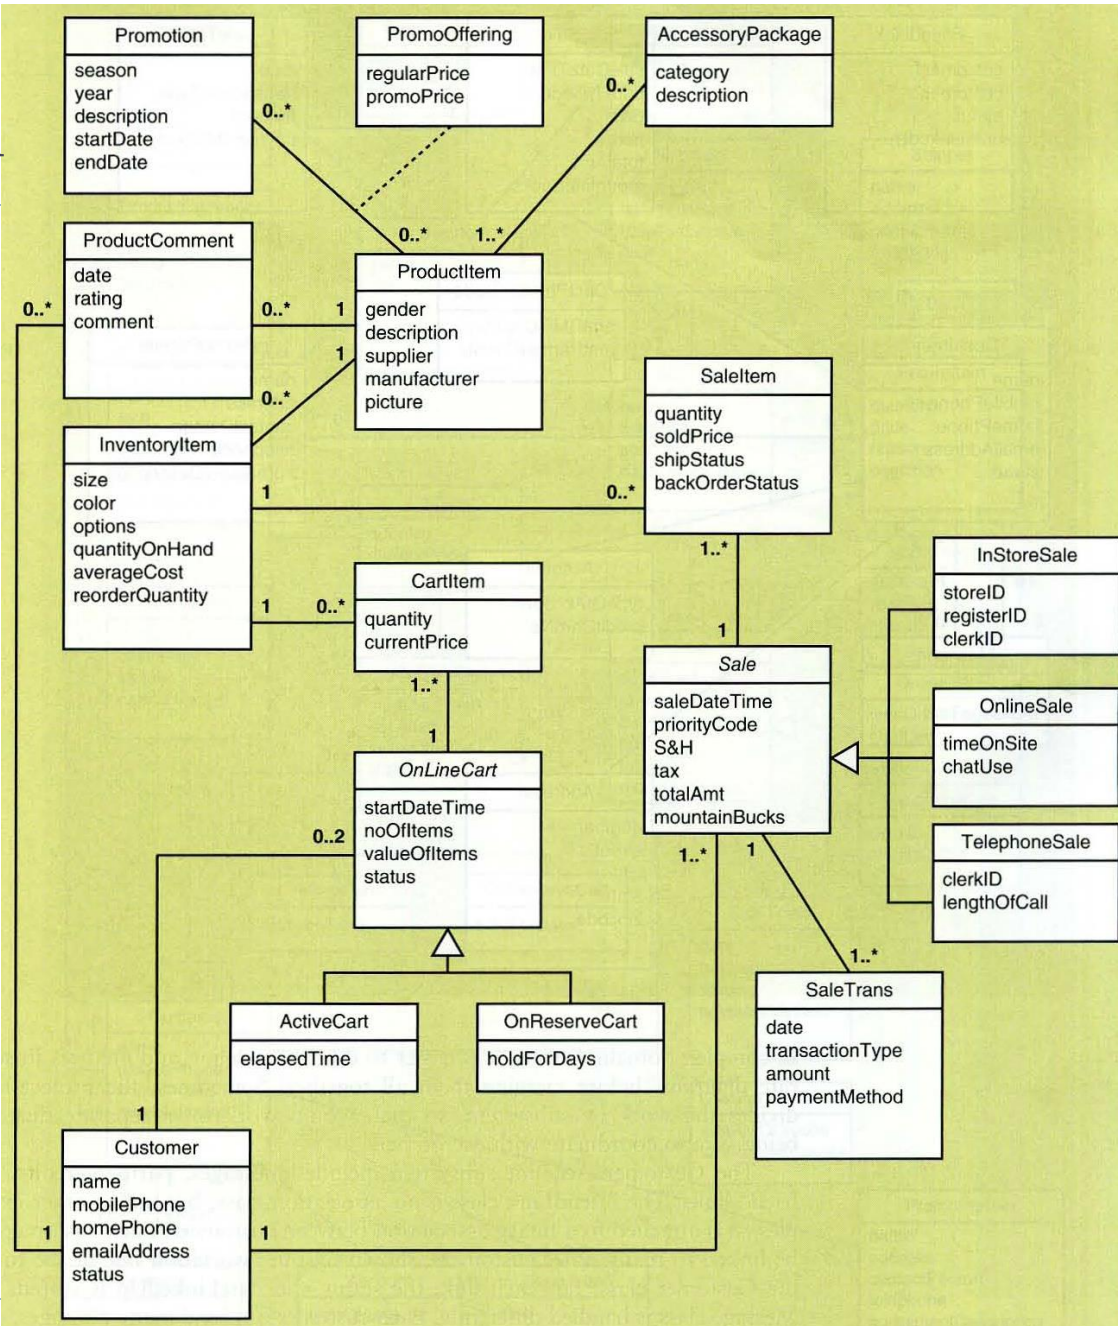 Promotion
season
year
description
startDate
endDate
0..*
PromoOffering
regularPrice
promoPrice
AccessoryPackage
category
description
0..*
0..*
1..*
ProductComment
date
rating
comment
0..*
0..*
1
ProductItem
gender
description
supplier
manufacturer
picture
1
0..*
InventoryItem
size
color
options
quantityOnHand
averageCost
reorderQuantity
1
0..*
SaleItem
quantity
soldPrice
shipStatus
backOrderStatus
1..*
1
1
0..*
CartItem
quantity
currentPrice
1..*
1
OnLineCart
startDateTime
noOfItems
valueOfItems
status
0..2
Sale
saleDateTime
priorityCode
S&H
tax
totalAmt
mountainBucks
1..*
1
InStoreSale
storeID
registerID
clerkID
OnlineSale
timeOnSite
chatUse
TelephoneSale
clerkID
lengthOfCall
ActiveCart
elapsedTime
OnReserveCart
holdForDays
1..*
SaleTrans
date
transactionType
amount
paymentMethod
1
Customer
name
mobilePhone
homePhone
emailAddress
status
1
1